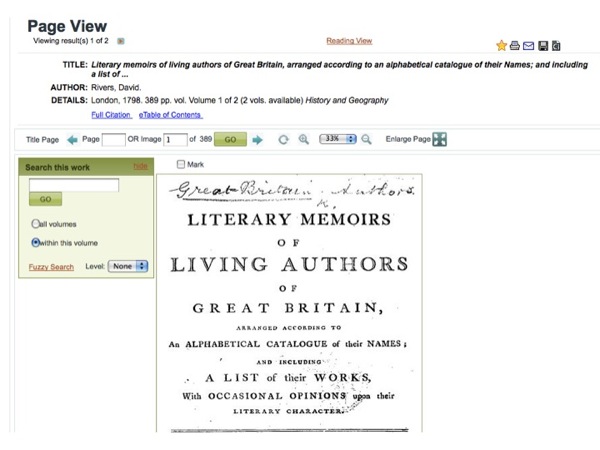 Page View
Viewing result(s) 1 of 2
Reading View
TITLE: Literary memoirs of living authors of Great Britain, arranged according to an alphabetical catalogue of their Names; and including
a list of ...
AUTHOR: Rivers, David.
DETAILS: London, 1798. 389 pp. vol. Volume 1 of 2 (2 vols. available) History and Geography
Full Citation eTable of Contents
Title Page Page OR Image 1 of 389 GO 33% Enlarge Page
Search this work hide
Mark
GO
all volumes
within this volume
Fuzzy Search Level: None
Great Britain. Authors.
LITERARY MEMOIRS
OF
LIVING AUTHORS
OF
GREAT BRITAIN,
ARRANGED ACCORDING TO
An ALPHABETICAL CATALOGUE of their NAMES;
AND INCLUDING
A LIST of their WORKS,
With OCCASIONAL OPINIONS upon their
LITERARY CHARACTER.